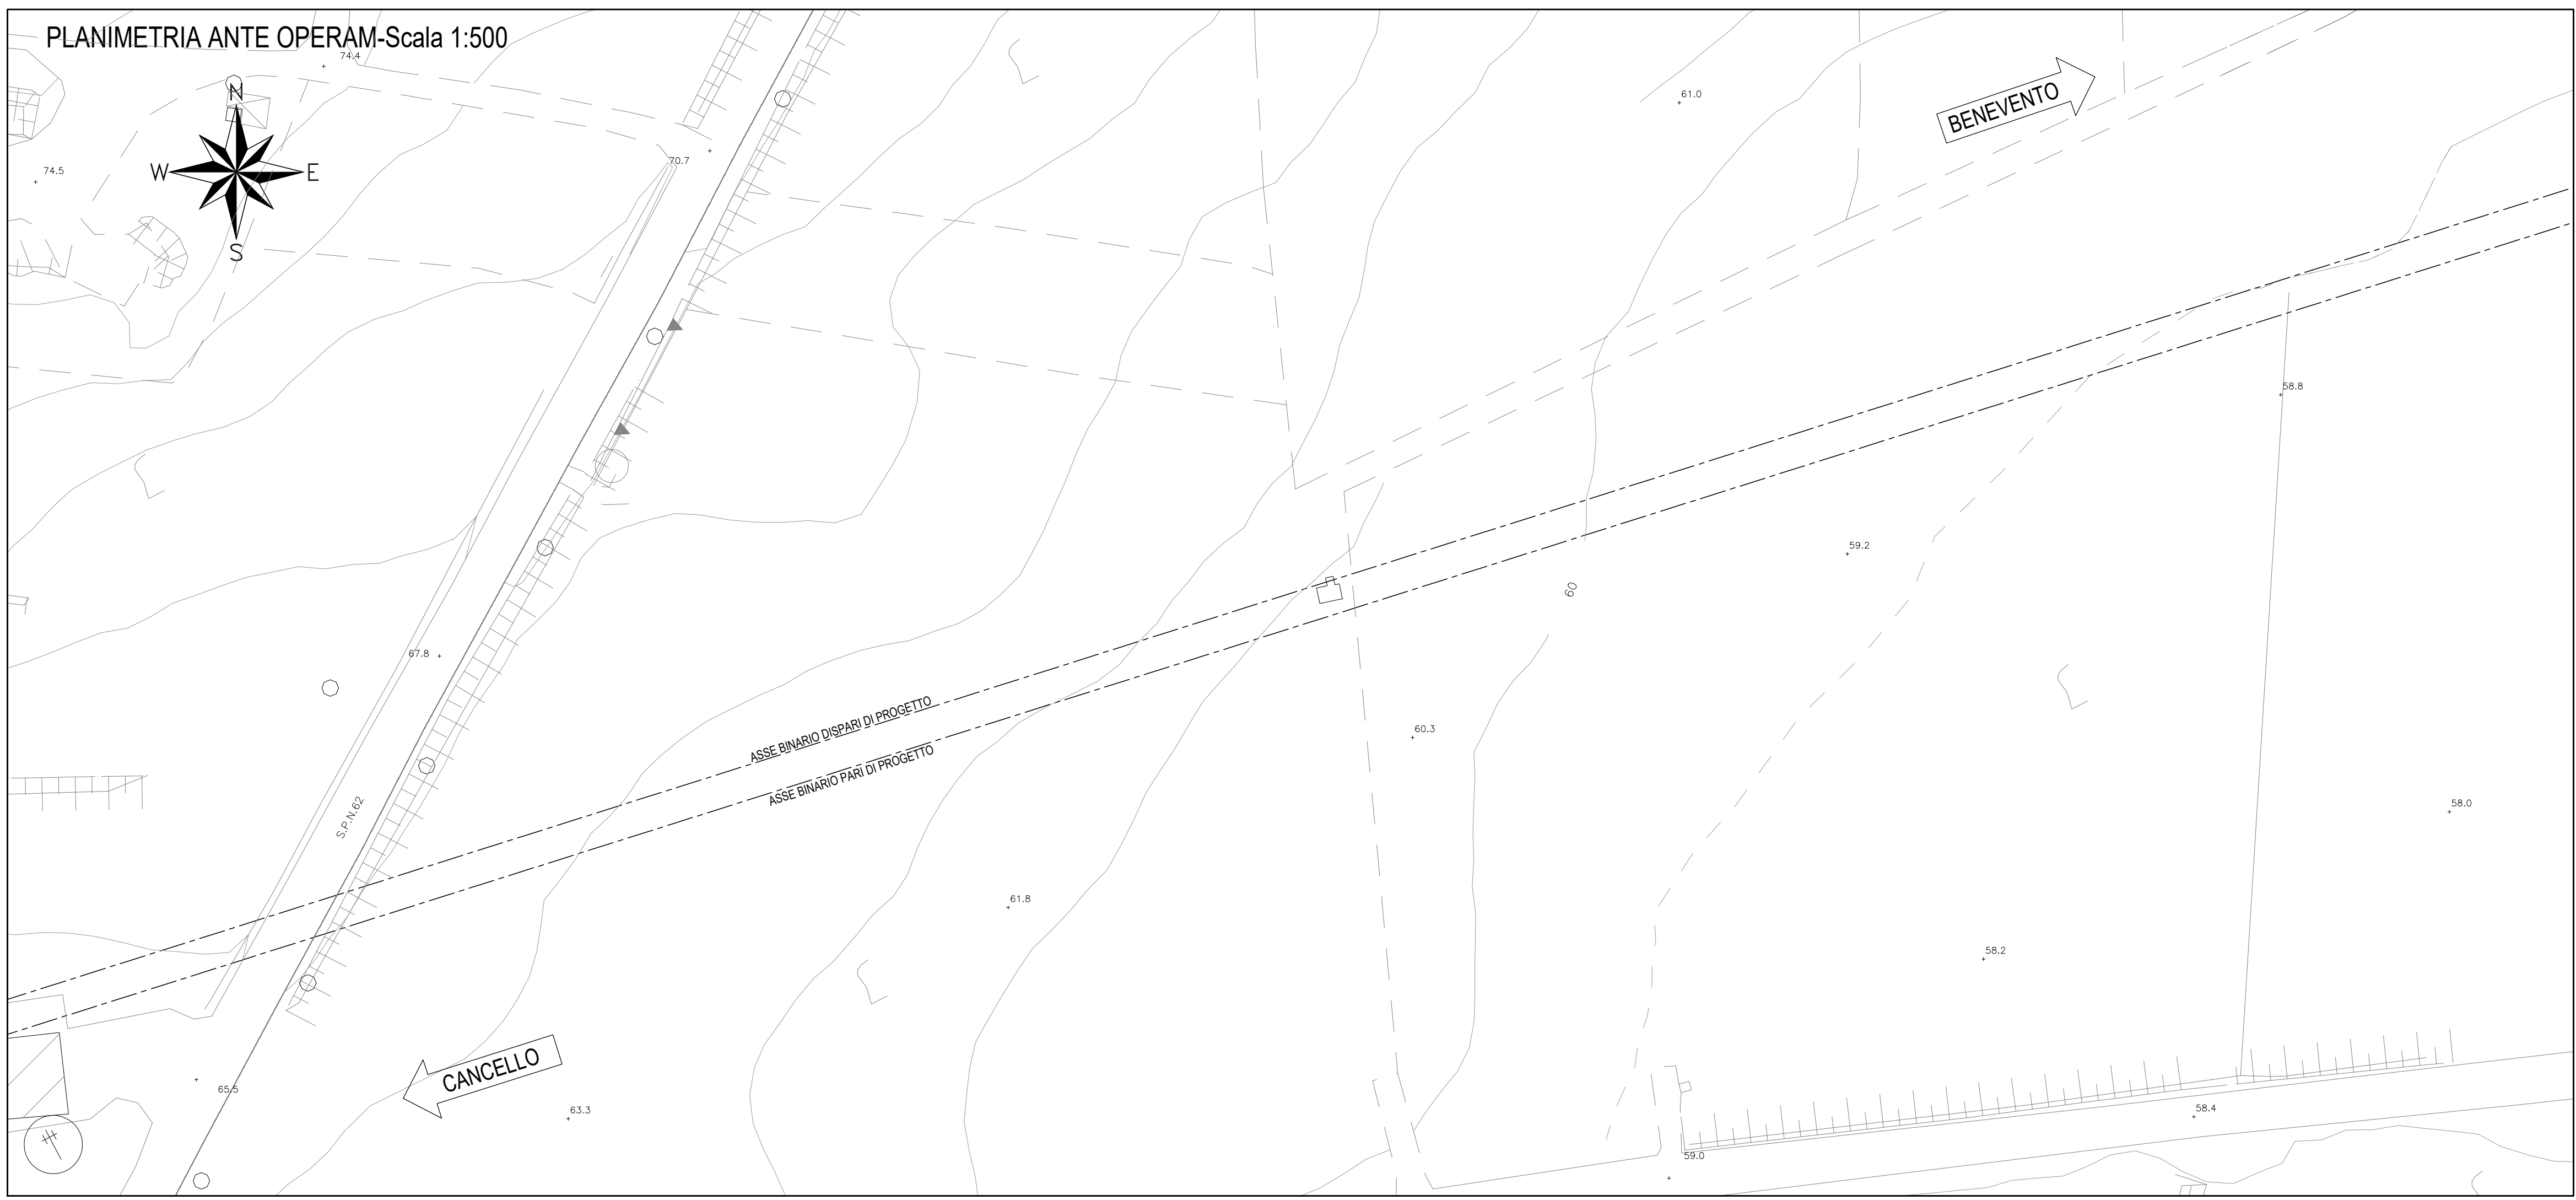 PLANIMETRIA ANTE OPERAM-Scala 1:500
74.4
N
61.0
BENEVENTO
70.7
74.5
W
E
S
58.8
59.2
60
67.8
ASSE BINARIO DISPARI DI PROGETTO
60.3
ASSE BINARIO PARI DI PROGETTO
S.P.N.62
58.0
61.8
58.2
CANCELLO
65.5
63.3
58.4
59.0